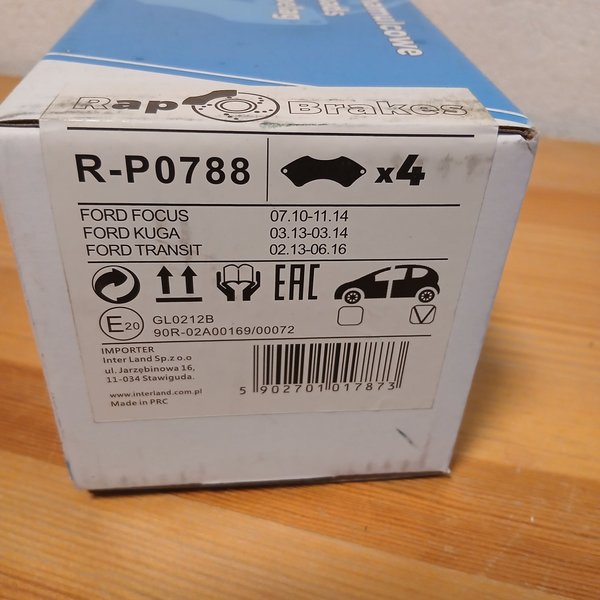 Rap Brakes
R-P0788
x4
FORD FOCUS 07.10-11.14
FORD KUGA 03.13-03.14
FORD TRANSIT 02.13-06.16
EAC
E20 GL0212B
90R-02A00169/00072
IMPORTER
Inter Land Sp.z.o.o
ul. Jarzębinowa 16,
11-034 Stawiguda.
www.interland.com.pl
Made in PRC
5 902701 017873